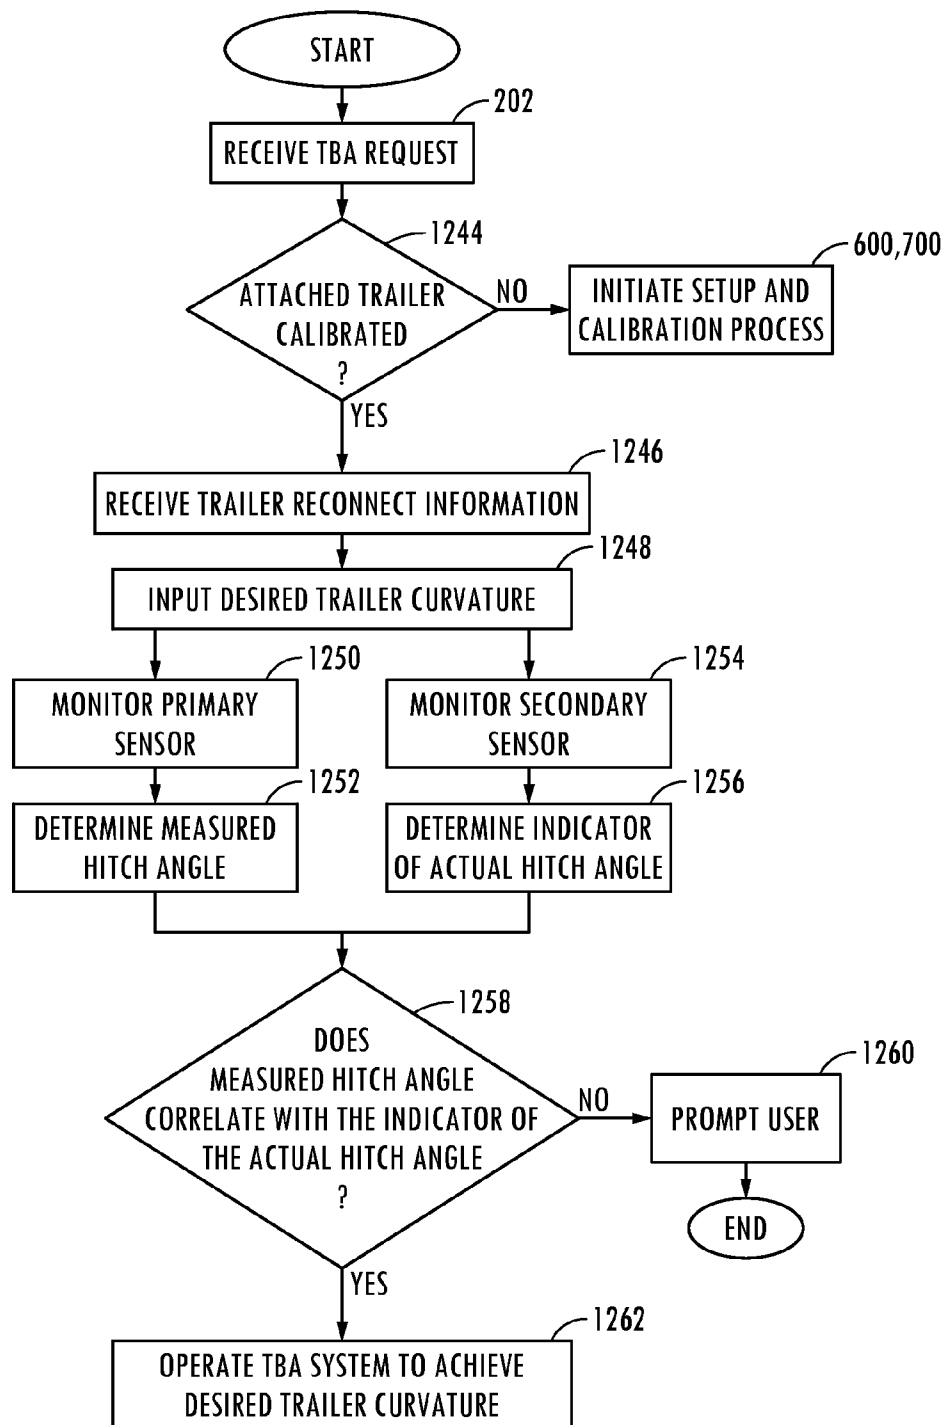 START
202
RECEIVE TBA REQUEST
1244
ATTACHED TRAILER
CALIBRATED
?
NO
600,700
INITIATE SETUP AND
CALIBRATION PROCESS
YES
1246
RECEIVE TRAILER RECONNECT INFORMATION
1248
INPUT DESIRED TRAILER CURVATURE
1250
MONITOR PRIMARY
SENSOR
1254
MONITOR SECONDARY
SENSOR
1252
DETERMINE MEASURED
HITCH ANGLE
1256
DETERMINE INDICATOR
OF ACTUAL HITCH ANGLE
1258
DOES
MEASURED HITCH ANGLE
CORRELATE WITH THE INDICATOR OF
THE ACTUAL HITCH ANGLE
?
NO
1260
PROMPT USER
END
YES
1262
OPERATE TBA SYSTEM TO ACHIEVE
DESIRED TRAILER CURVATURE